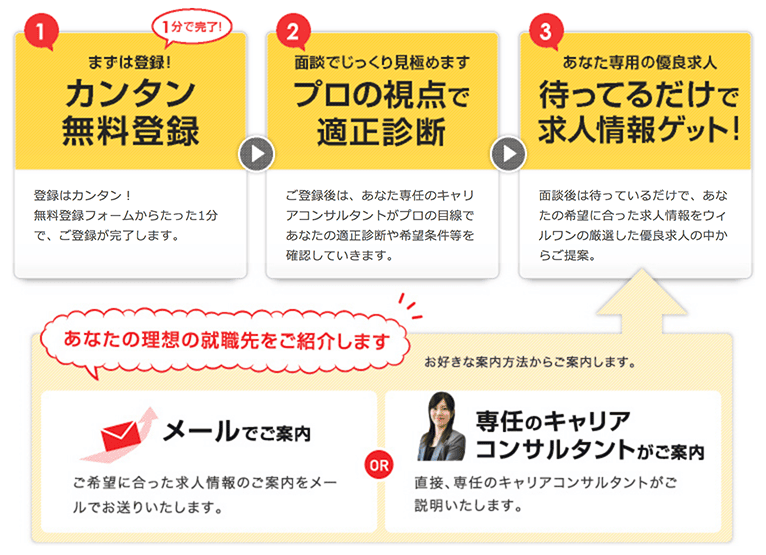 1
1分で完了!
まずは登録!
カンタン
無料登録
登録はカンタン！
無料登録フォームからたった1分
で、ご登録が完了します。
2
面談でじっくり見極めます
プロの視点で
適正診断
ご登録後は、あなた専任のキャリ
アコンサルタントがプロの目線で
あなたの適正診断や希望条件等を
確認していきます。
3
あなた専用の優良求人
待ってるだけで
求人情報ゲット!
面談後は待っているだけで、あな
たの希望に合った求人情報をウィ
ルワンの厳選した優良求人の中か
らご提案。
あなたの理想の就職先をご紹介します
お好きな案内方法からご案内します。
メールでご案内
ご希望に合った求人情報のご案内をメー
ルでお送りいたします。
OR
専任のキャリア
コンサルタントがご案内
直接、専任のキャリアコンサルタントがご
説明いたします。